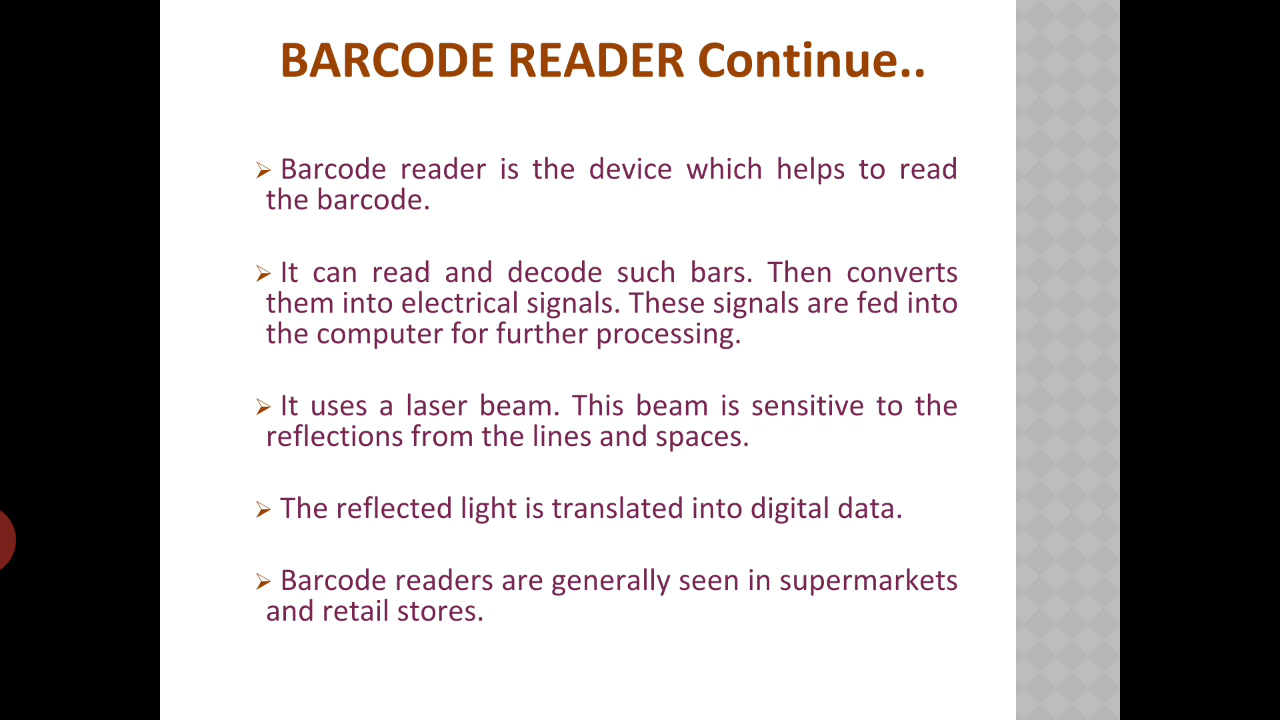 BARCODE READER Continue..
➢ Barcode reader is the device which helps to read
the barcode.
➢ It can read and decode such bars. Then converts
them into electrical signals. These signals are fed into
the computer for further processing.
➢ It uses a laser beam. This beam is sensitive to the
reflections from the lines and spaces.
➢ The reflected light is translated into digital data.
➢ Barcode readers are generally seen in supermarkets
and retail stores.